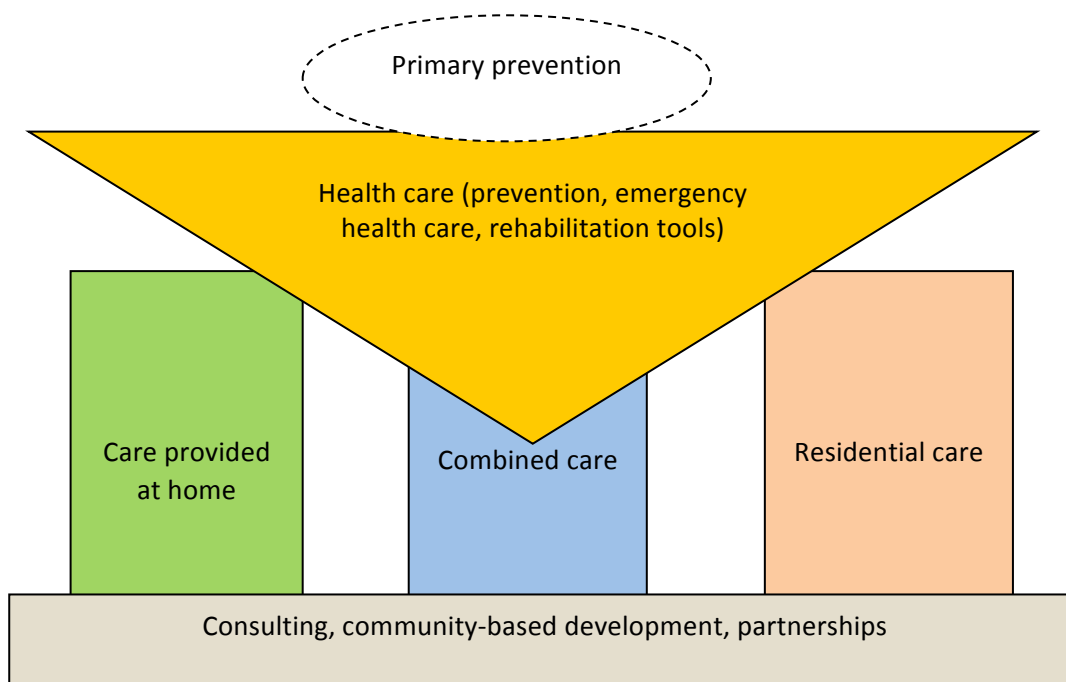 Primary prevention
Health care (prevention, emergency
health care, rehabilitation tools)
Care provided
at home
Combined care
Residential care
Consulting, community-based development, partnerships